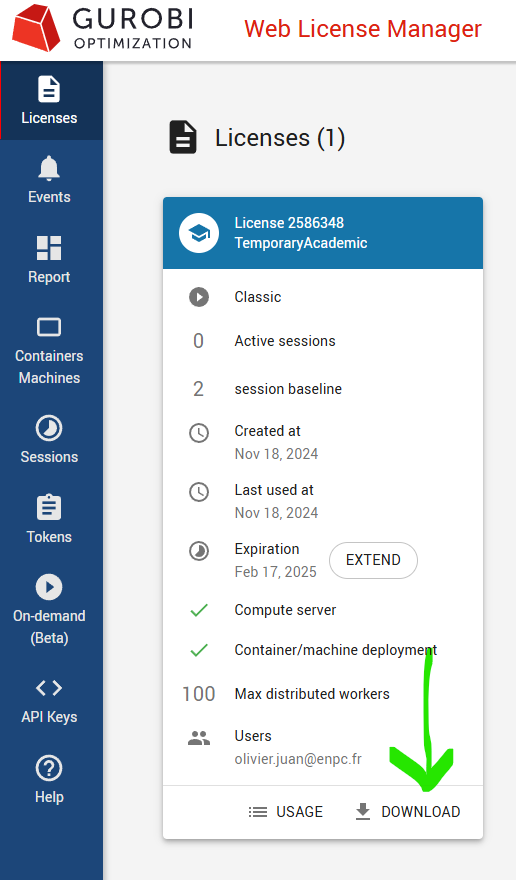 GUROBI
OPTIMIZATION
Web License Manager
Licenses
Events
Report
Containers
Machines
Sessions
Tokens
On-demand
(Beta)
API Keys
Help
Licenses (1)
License 2586348
TemporaryAcademic
Classic
0 Active sessions
2 session baseline
Created at
Nov 18, 2024
Last used at
Nov 18, 2024
Expiration
Feb 17, 2025
EXTEND
Compute server
Container/machine deployment
100 Max distributed workers
Users
olivier.juan@enpc.fr
USAGE DOWNLOAD